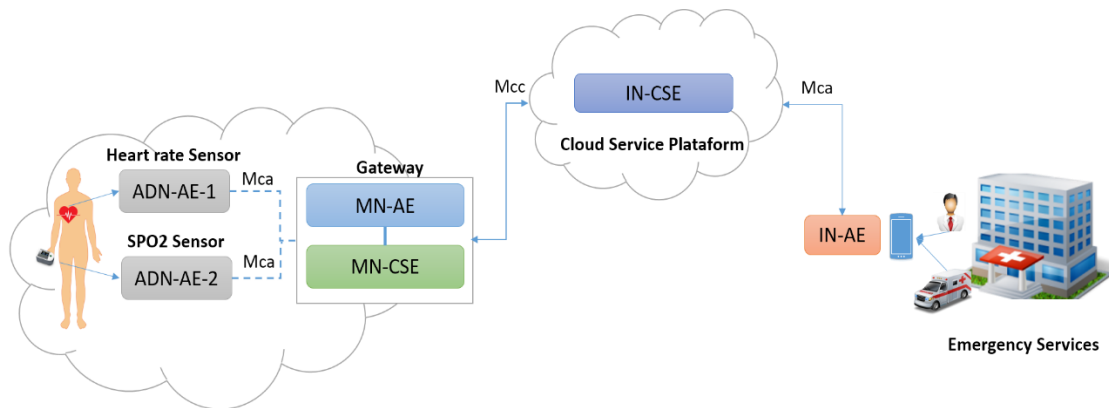 Heart rate Sensor
ADN-AE-1
Mca
SPO2 Sensor
ADN-AE-2
Mca
Gateway
MN-AE
MN-CSE
Mcc
IN-CSE
Cloud Service Plataform
Mca
IN-AE
Emergency Services